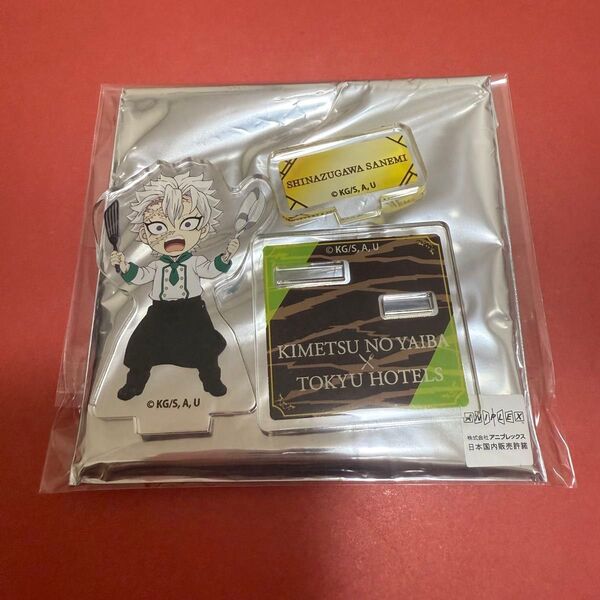 SHINAZUGAWA SANEMI
© KG/S, A, U
© KG/S, A, U
KIMETSU NO YAIBA
×
TOKYU HOTELS
© KG/S, A, U
ANIPLEX
株式会社アニプレックス
日本国内販売許諾